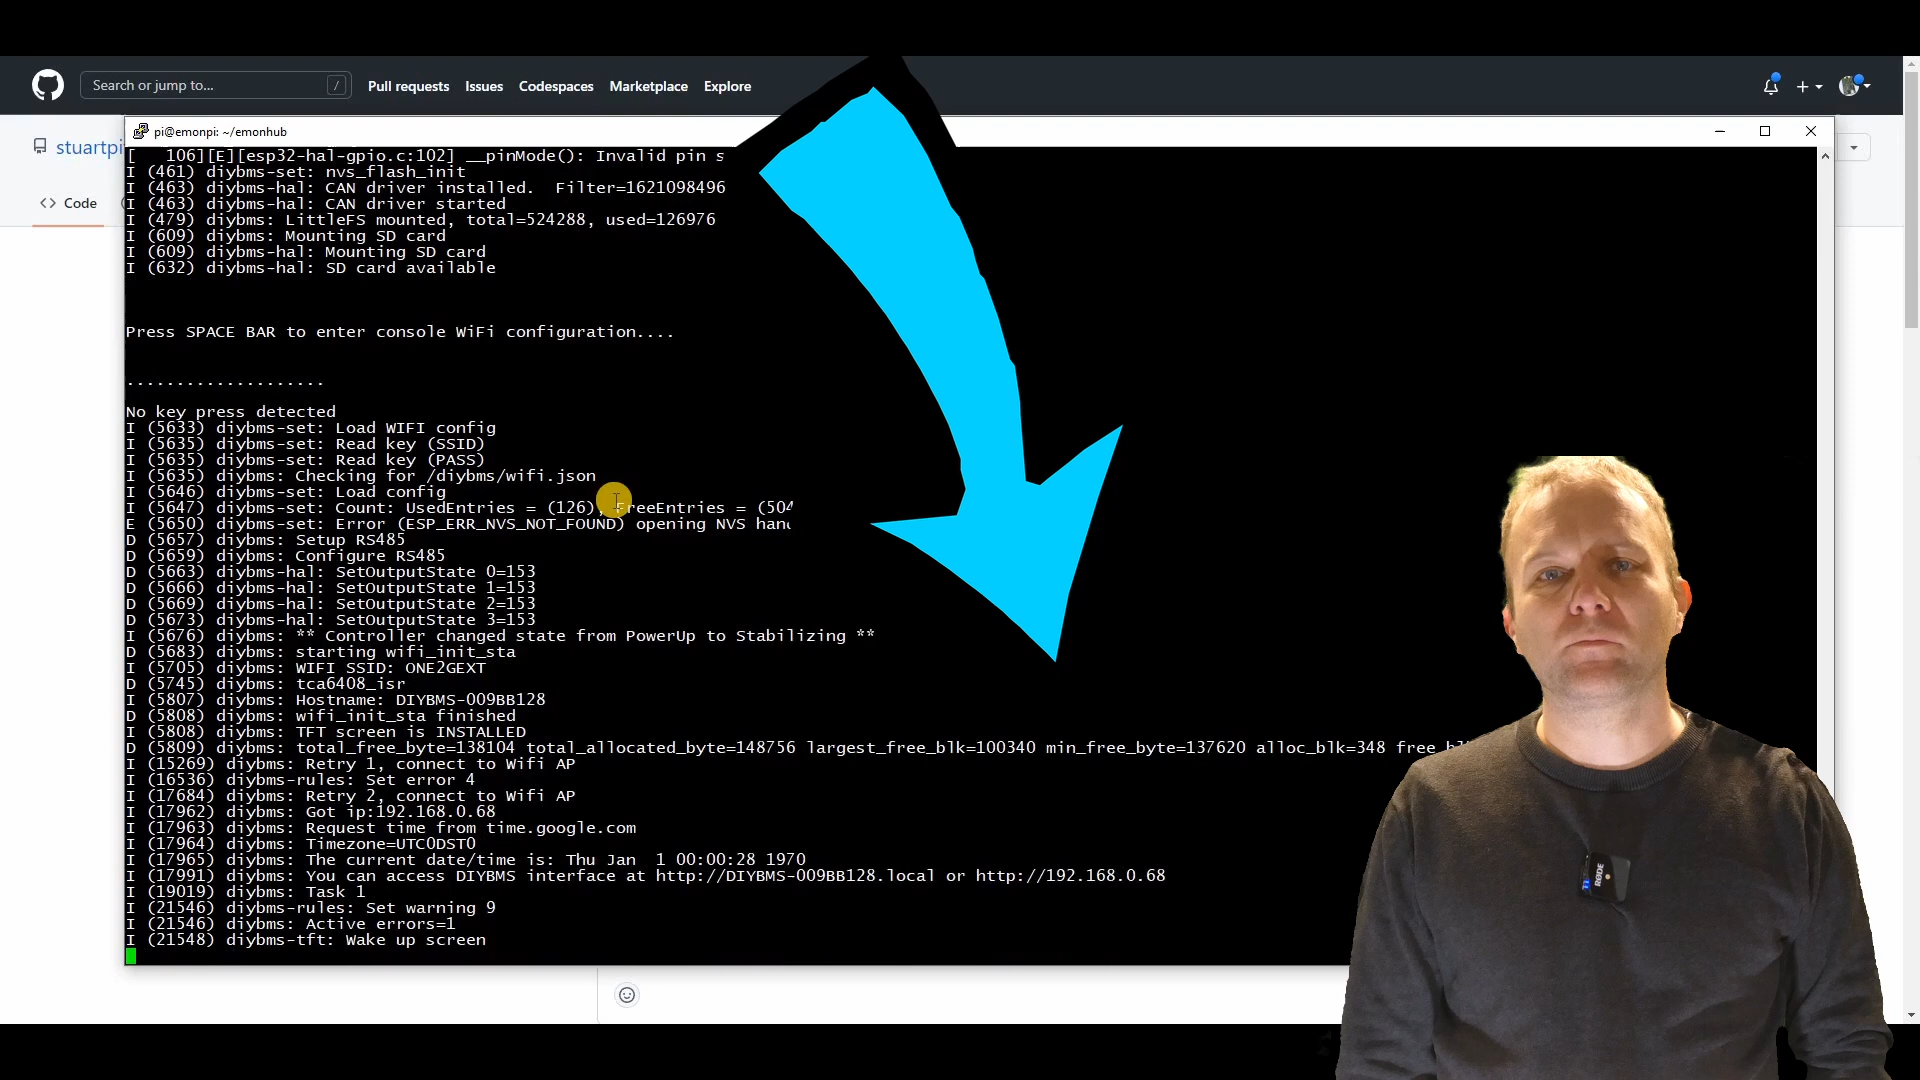 Search or jump to...
/
Pull requests
Issues
Codespaces
Marketplace
Explore
stuartpi
<> Code
pi@emonpi: ~/emonhub
[   106][E][esp32-hal-gpio.c:102] __pinMode(): Invalid pin s
I (461) diybms-set: nvs_flash_init
I (463) diybms-hal: CAN driver installed.  Filter=1621098496
I (463) diybms-hal: CAN driver started
I (479) diybms: LittleFS mounted, total=524288, used=126976
I (609) diybms: Mounting SD card
I (609) diybms-hal: Mounting SD card
I (632) diybms-hal: SD card available
Press SPACE BAR to enter console WiFi configuration....
....................
No key press detected
I (5633) diybms-set: Load WIFI config
I (5635) diybms-set: Read key (SSID)
I (5635) diybms-set: Read key (PASS)
I (5635) diybms: Checking for /diybms/wifi.json
I (5646) diybms-set: Load config
I (5647) diybms-set: Count: UsedEntries = (126), FreeEntries = (504
E (5650) diybms-set: Error (ESP_ERR_NVS_NOT_FOUND) opening NVS hand
D (5657) diybms: Setup RS485
D (5659) diybms: Configure RS485
D (5663) diybms-hal: SetOutputState 0=153
D (5666) diybms-hal: SetOutputState 1=153
D (5669) diybms-hal: SetOutputState 2=153
D (5673) diybms-hal: SetOutputState 3=153
I (5676) diybms: ** Controller changed state from PowerUp to Stabilizing **
D (5683) diybms: starting wifi_init_sta
I (5705) diybms: WIFI SSID: ONE2GEXT
D (5745) diybms: tca6408_isr
I (5807) diybms: Hostname: DIYBMS-009BB128
D (5808) diybms: wifi_init_sta finished
I (5808) diybms: TFT screen is INSTALLED
D (5809) diybms: total_free_byte=138104 total_allocated_byte=148756 largest_free_blk=100340 min_free_byte=137620 alloc_blk=348 free_bl
I (15269) diybms: Retry 1, connect to Wifi AP
I (16536) diybms-rules: Set error 4
I (17684) diybms: Retry 2, connect to Wifi AP
I (17962) diybms: Got ip:192.168.0.68
I (17963) diybms: Request time from time.google.com
I (17964) diybms: Timezone=UTC0DST0
I (17965) diybms: The current date/time is: Thu Jan  1 00:00:28 1970
I (17991) diybms: You can access DIYBMS interface at http://DIYBMS-009BB128.local or http://192.168.0.68
I (19019) diybms: Task 1
I (21546) diybms-rules: Set warning 9
I (21546) diybms: Active errors=1
I (21548) diybms-tft: Wake up screen
RØDE